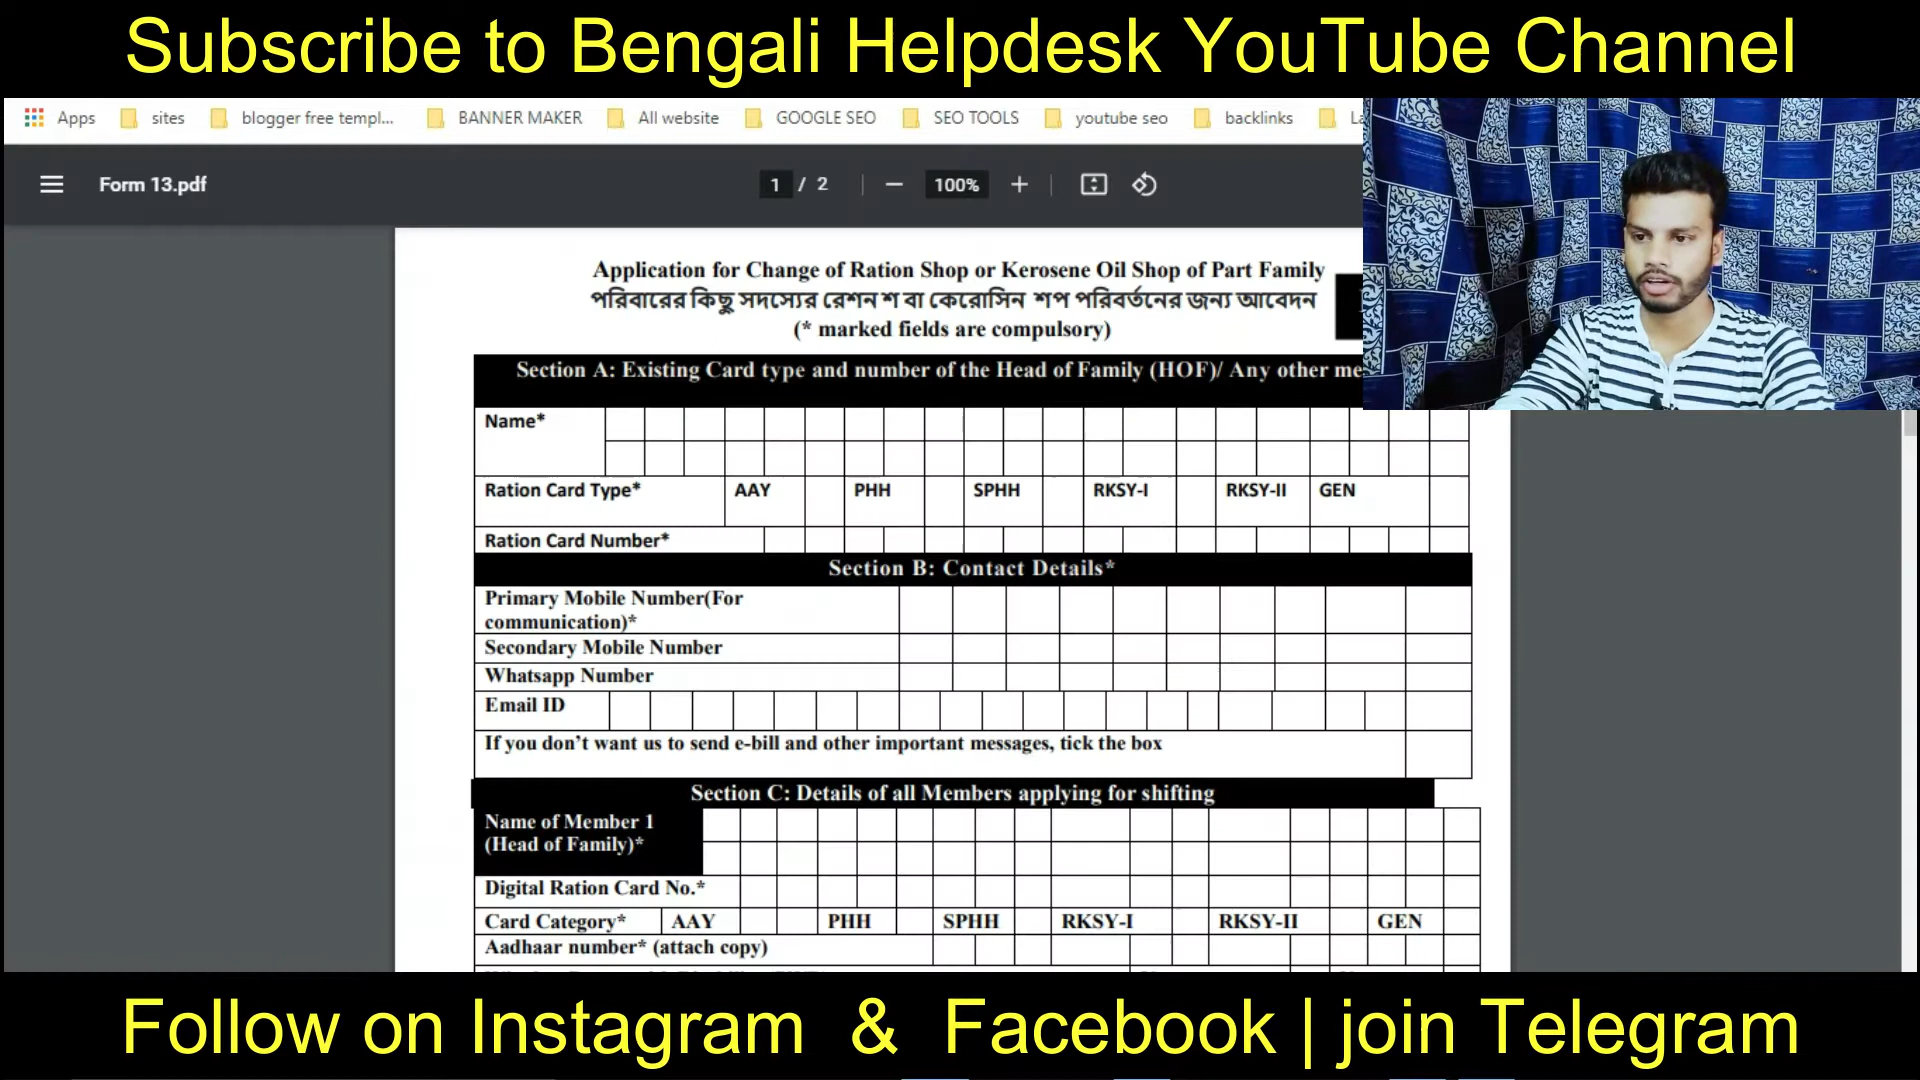 Subscribe to Bengali Helpdesk YouTube Channel
Apps sites blogger free templ... BANNER MAKER All website GOOGLE SEO SEO TOOLS youtube seo backlinks
Form 13.pdf 1 / 2 100%
Application for Change of Ration Shop or Kerosene Oil Shop of Part Family
পরিবারের কিছু সদস্যের রেশন শ বা কেরোসিন শপ পরিবর্তনের জন্য আবেদন
(* marked fields are compulsory)
Section A: Existing Card type and number of the Head of Family (HOF)/ Any other me
Name*
Ration Card Type* AAY PHH SPHH RKSY-I RKSY-II GEN
Ration Card Number*
Section B: Contact Details*
Primary Mobile Number(For
communication)*
Secondary Mobile Number
Whatsapp Number
Email ID
If you don’t want us to send e-bill and other important messages, tick the box
Section C: Details of all Members applying for shifting
Name of Member 1
(Head of Family)*
Digital Ration Card No.*
Card Category* AAY PHH SPHH RKSY-I RKSY-II GEN
Aadhaar number* (attach copy)
Follow on Instagram & Facebook | join Telegram